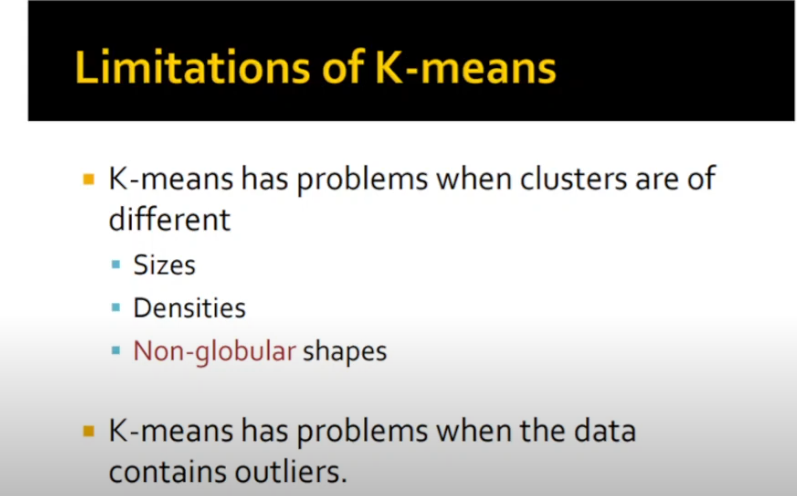 Limitations of K-means
K-means has problems when clusters are of
different
Sizes
Densities
Non-globular shapes
K-means has problems when the data
contains outliers.